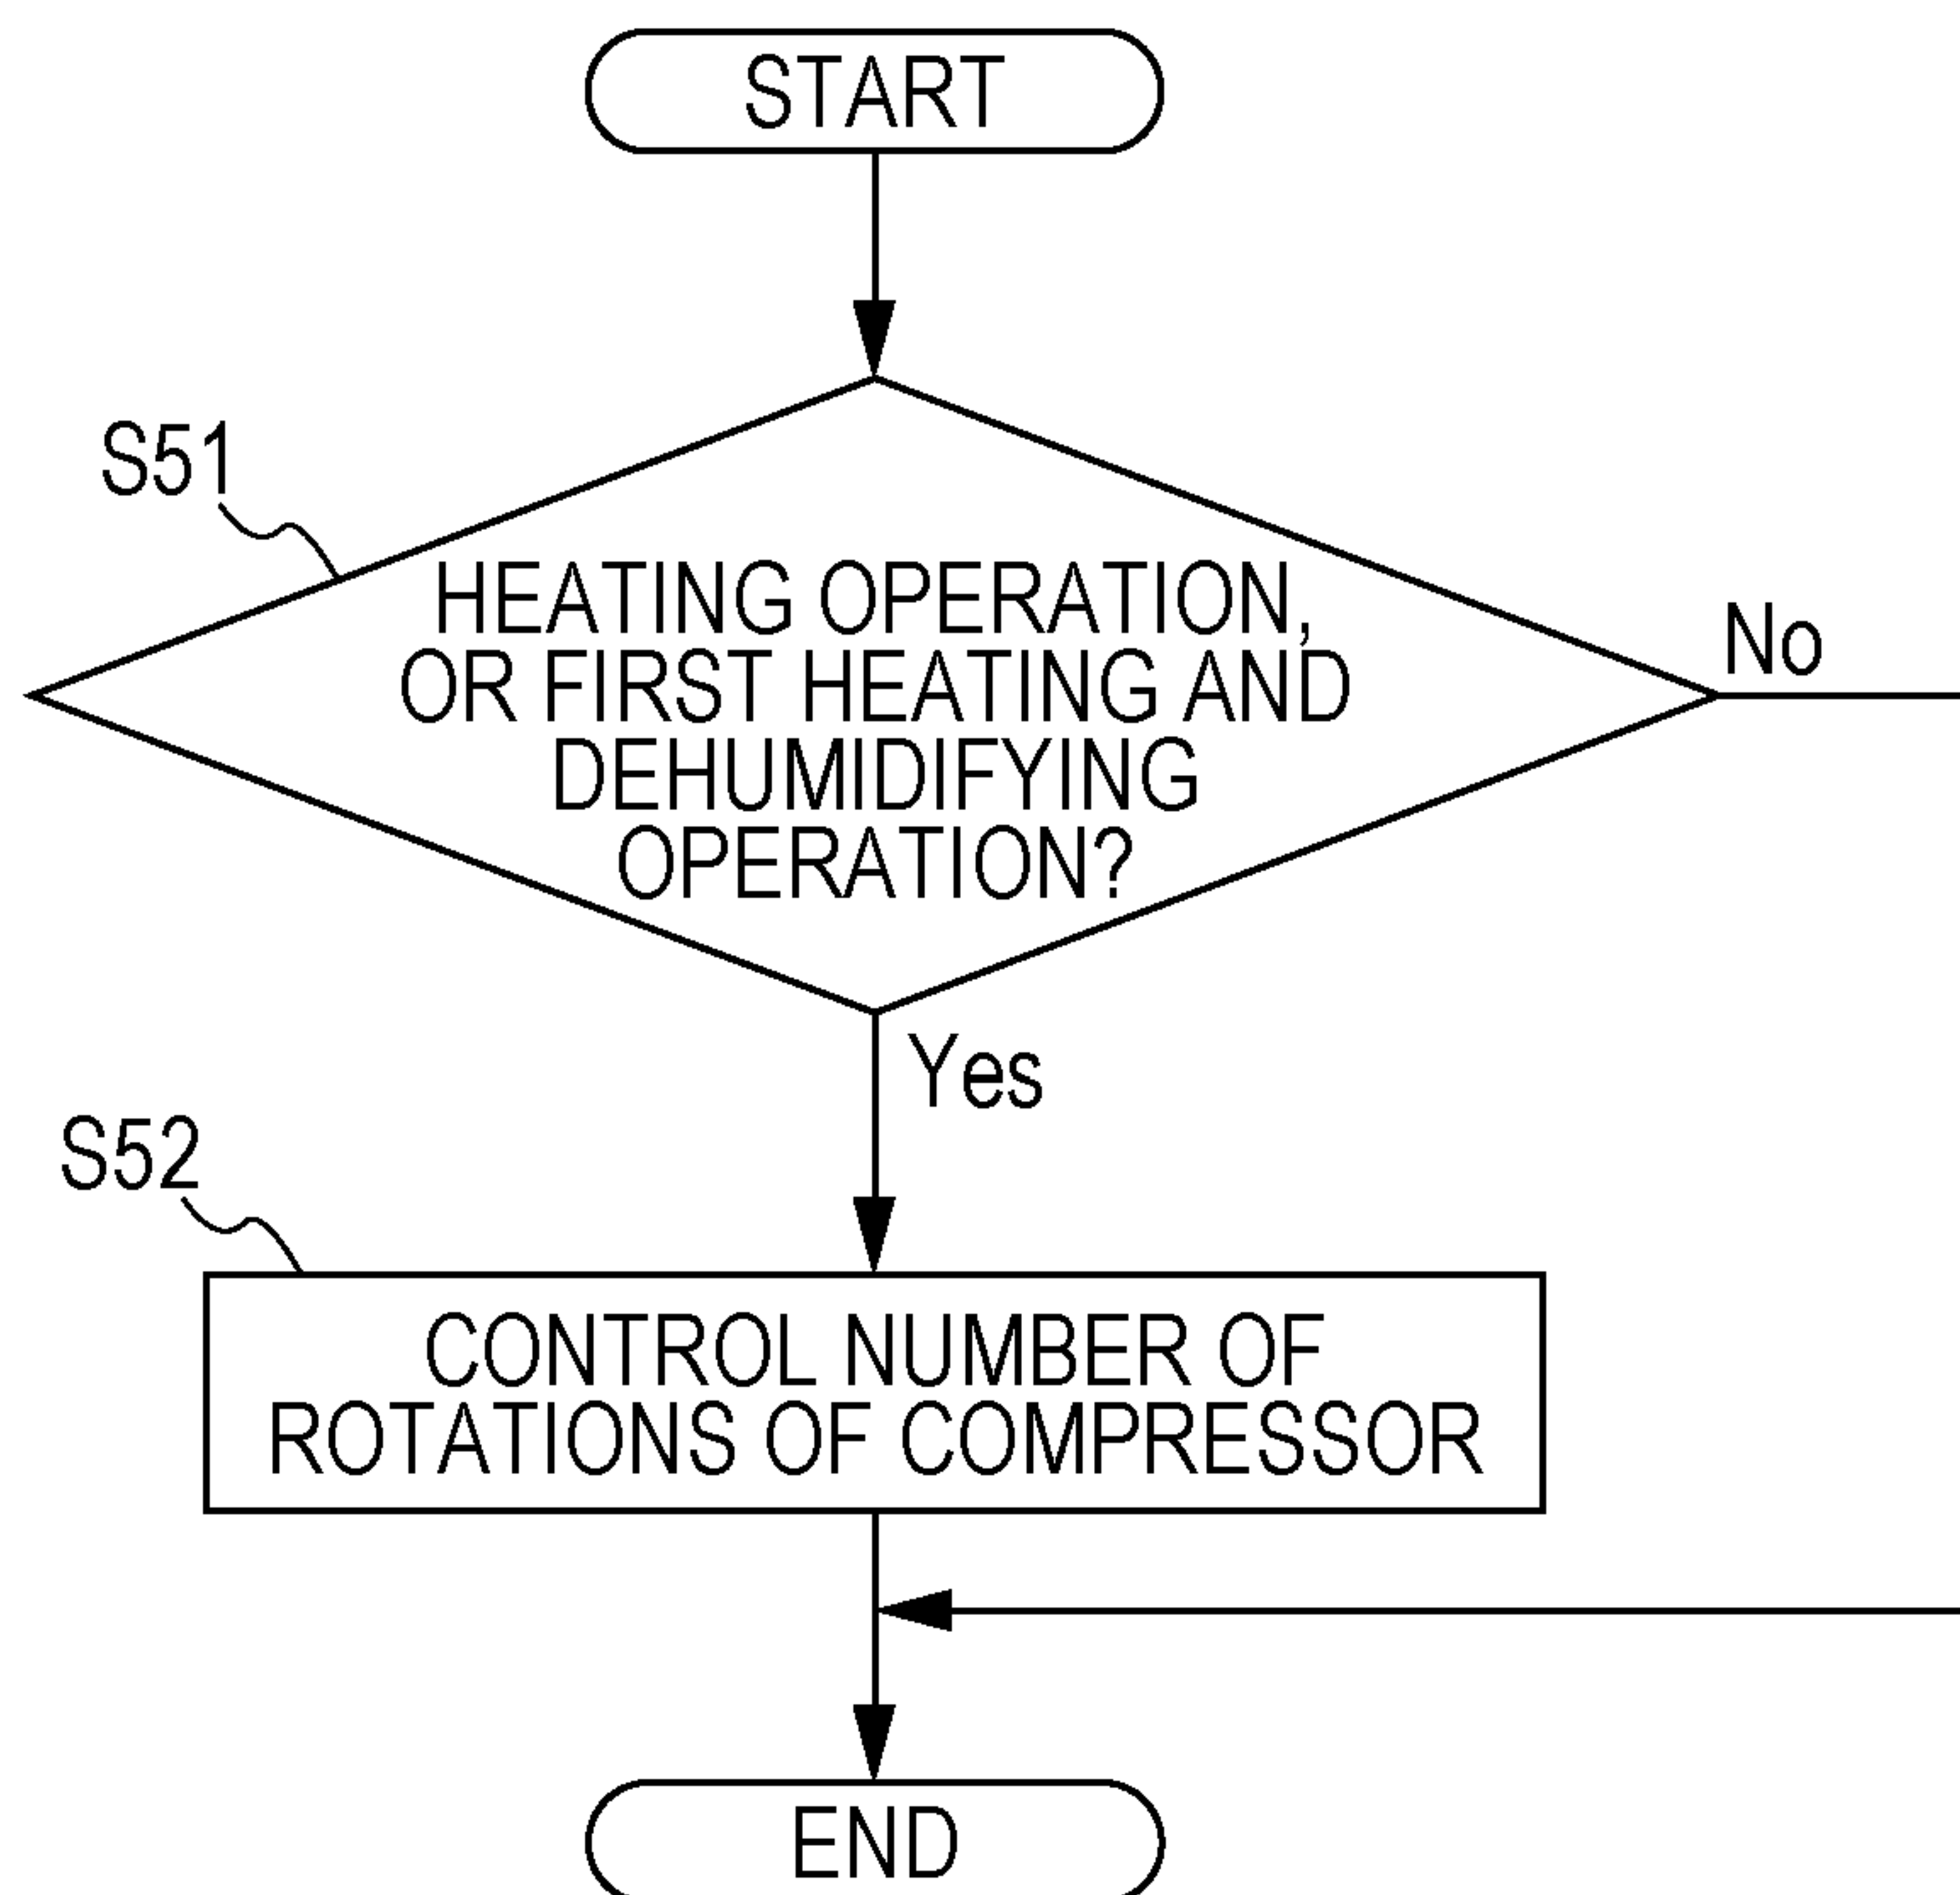 START
S51
HEATING OPERATION,
OR FIRST HEATING AND
DEHUMIDIFYING
OPERATION?
No
Yes
S52
CONTROL NUMBER OF
ROTATIONS OF COMPRESSOR
END